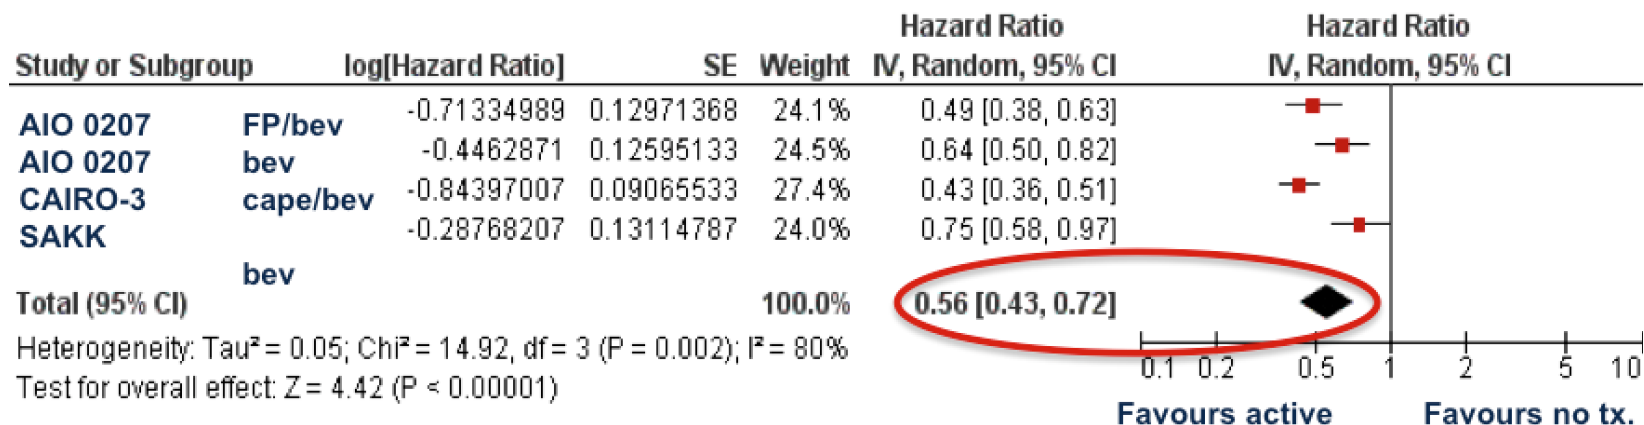 Hazard Ratio Hazard Ratio
Study or Subgroup log[Hazard Ratio] SE Weight IV, Random, 95% CI IV, Random, 95% CI
AIO 0207 FP/bev -0.71334989 0.12971368 24.1% 0.49 [0.38, 0.63]
AIO 0207 bev -0.4462871 0.12595133 24.5% 0.64 [0.50, 0.82]
CAIRO-3 cape/bev -0.84397007 0.09065533 27.4% 0.43 [0.36, 0.51]
SAKK -0.28768207 0.13114787 24.0% 0.75 [0.58, 0.97]
bev
Total (95% CI) 100.0% 0.56 [0.43, 0.72]
Heterogeneity: Tau² = 0.05; Chi² = 14.92, df = 3 (P = 0.002); I² = 80%
0.1 0.2 0.5 1 2 5 10
Test for overall effect: Z = 4.42 (P < 0.00001)
Favours active Favours no tx.